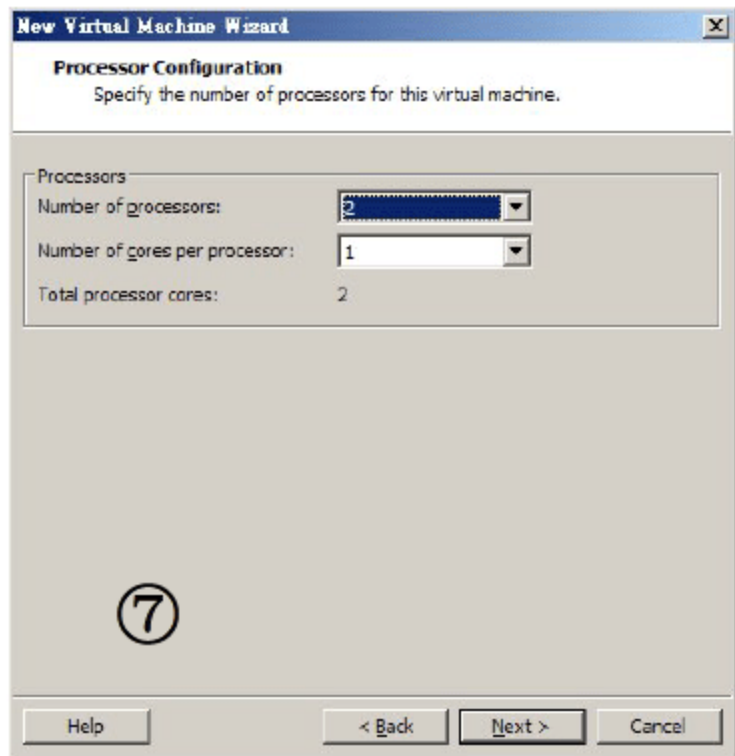 New Virtual Machine Wizard
Processor Configuration
Specify the number of processors for this virtual machine.
Processors
Number of processors: 2
Number of cores per processor: 1
Total processor cores: 2
⑦
Help < Back Next > Cancel